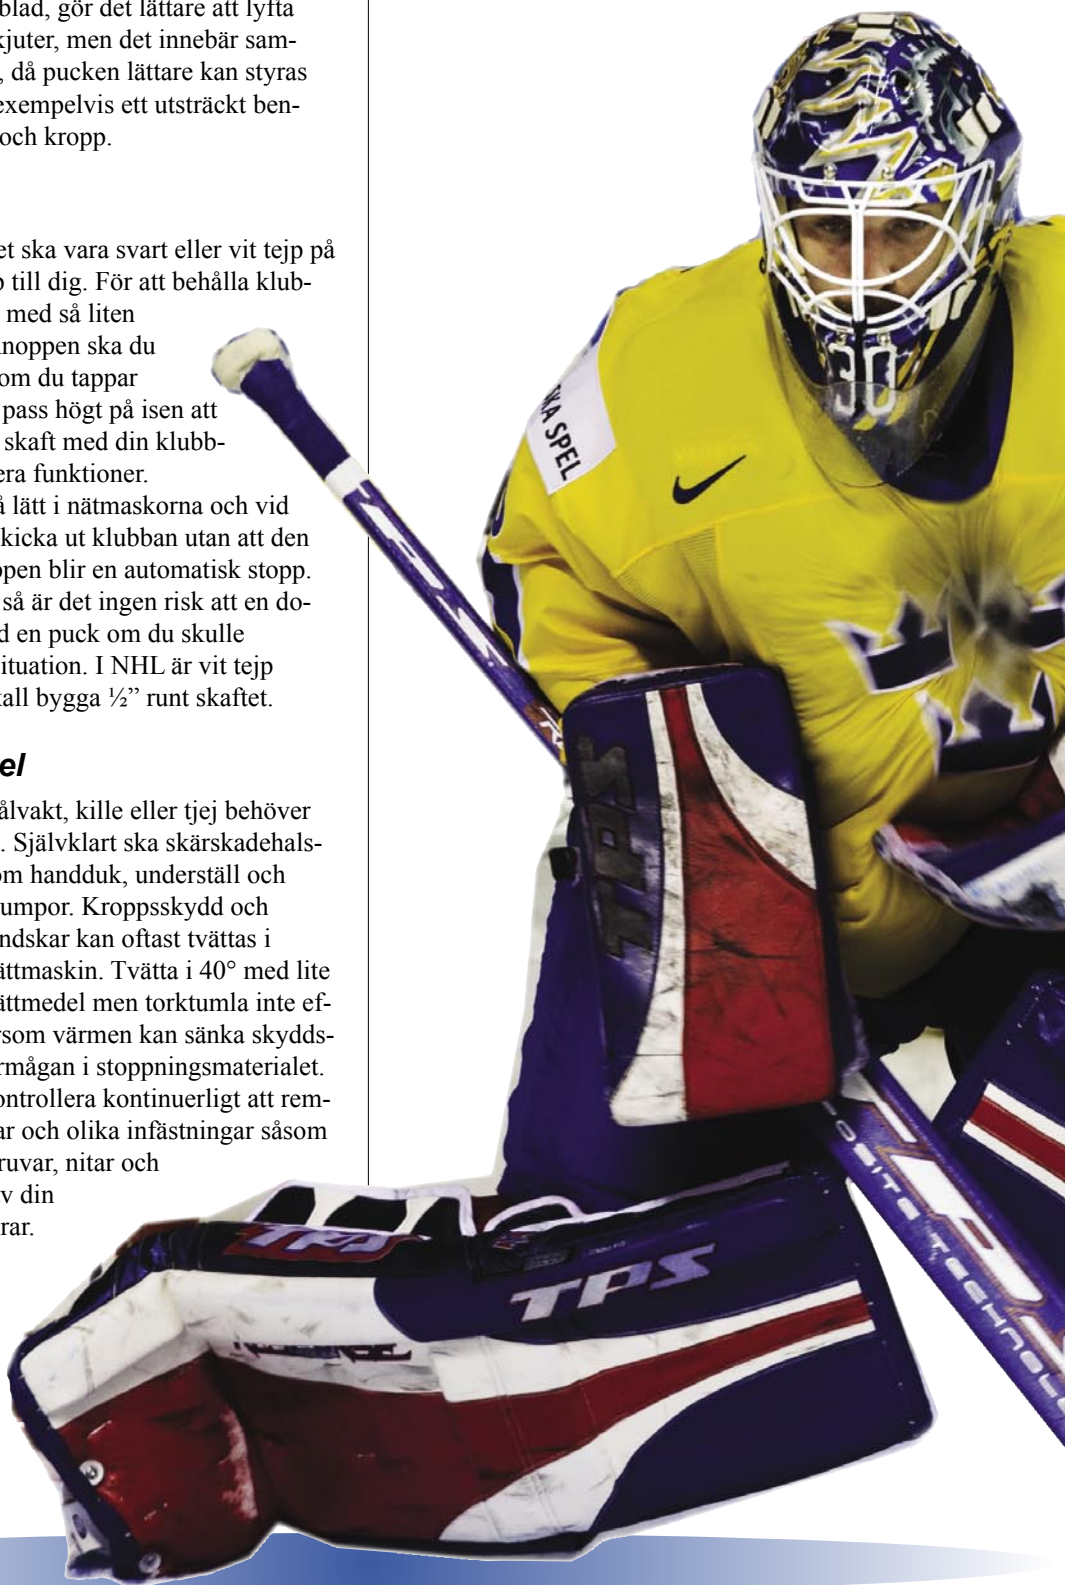 blad, gör det lättare att lyfta
kjuter, men det innebär sam-
, då pucken lättare kan styras
exempelvis ett utsträckt ben-
och kropp.
et ska vara svart eller vit tejp på
p till dig. För att behålla klub-
med så liten
knoppen ska du
om du tappar
pass högt på isen att
skaft med din klubb-
era funktioner.
å lätt i nätmaskorna och vid
kicka ut klubban utan att den
ppen blir en automatisk stopp.
så är det ingen risk att en do-
d en puck om du skulle
ituation. I NHL är vit tejp
kall bygga ½” runt skaftet.
el
ålvakt, kille eller tjej behöver
. Självklart ska skärskadehals-
om handduk, underställ och
umpor. Kroppsskydd och
ndskar kan oftast tvättas i
ättmaskin. Tvätta i 40° med lite
ättmedel men torktumla inte ef-
rsom värmen kan sänka skydds-
rmågan i stoppningsmaterialet.
ontrollera kontinuerligt att rem-
ar och olika infästningar såsom
ruvar, nitar och
v din
rar.
30
KA SPEL
TPS
TPS
TPS
OSITE TECHNOLO